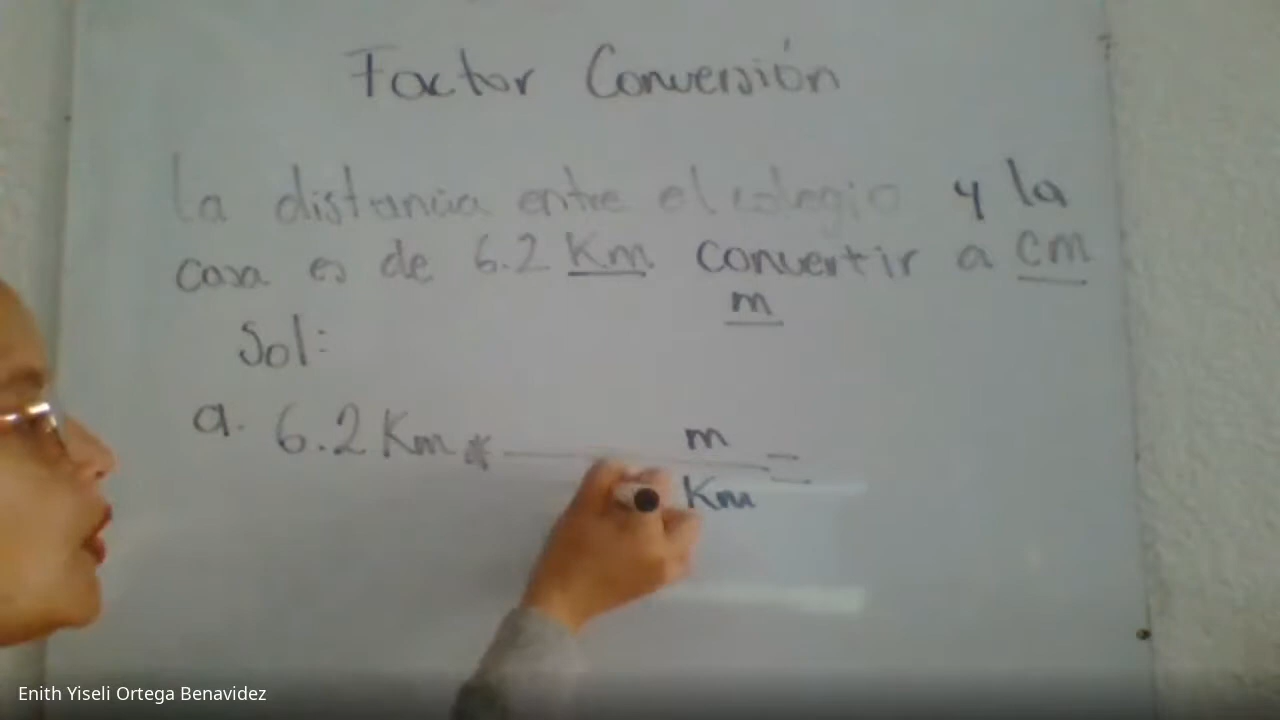 Factor Conversión
la distancia entre el colegio y la
casa es de 6.2 Km convertir a cm
m
Sol:
a. 6.2 Km * m =
Km
Enith Yiseli Ortega Benavidez